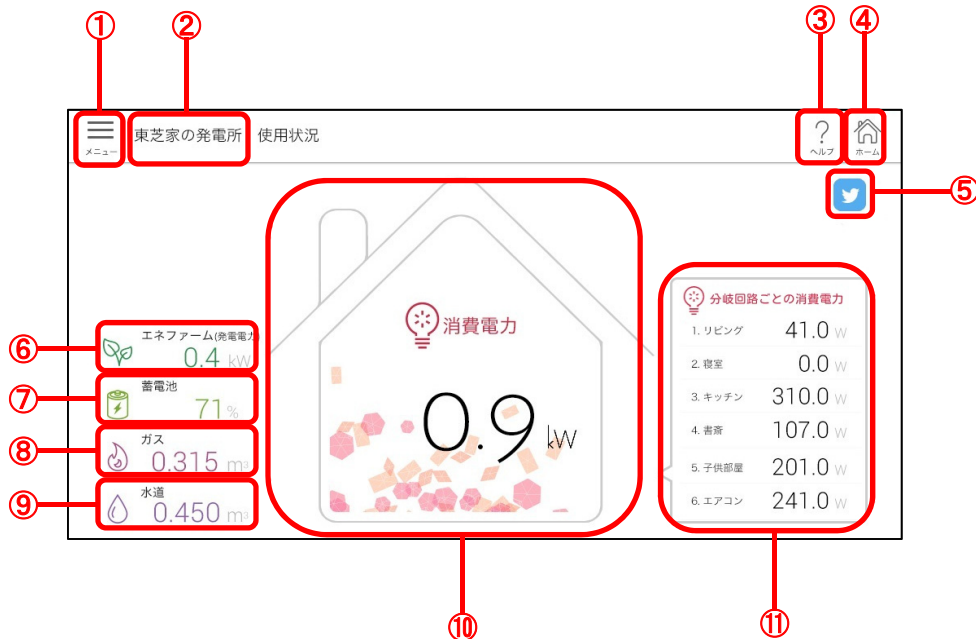 ① ② ③ ④
メニュー
東芝家の発電所 使用状況
?
ヘルプ
ホーム
⑤
⑥
エネファーム(発電電力)
0.4 kW
⑦
蓄電池
71 %
⑧
ガス
0.315 m³
⑨
水道
0.450 m³
消費電力
0.9 kW
⑩
分岐回路ごとの消費電力
1. リビング 41.0 W
2. 寝室 0.0 W
3. キッチン 310.0 W
4. 書斎 107.0 W
5. 子供部屋 201.0 W
6. エアコン 241.0 W
⑪